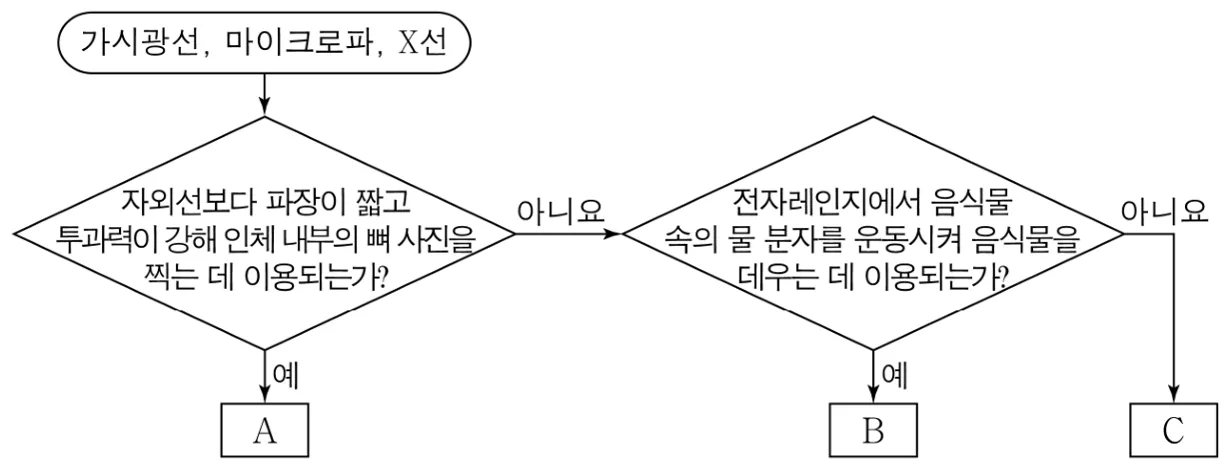 가시광선, 마이크로파, X선
자외선보다 파장이 짧고
투과력이 강해 인체 내부의 뼈 사진을
찍는 데 이용되는가?
아니요
전자레인지에서 음식물
속의 물 분자를 운동시켜 음식물을
데우는 데 이용되는가?
아니요
예
예
A
B
C